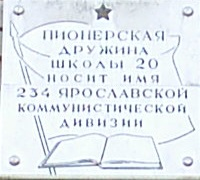 ПИОНЕРСКАЯ
ДРУЖИНА
ШКОЛЫ 20
НОСИТ ИМЯ
234 ЯРОСЛАВСКОЙ
КОММУНИСТИЧЕСКОЙ
ДИВИЗИИ